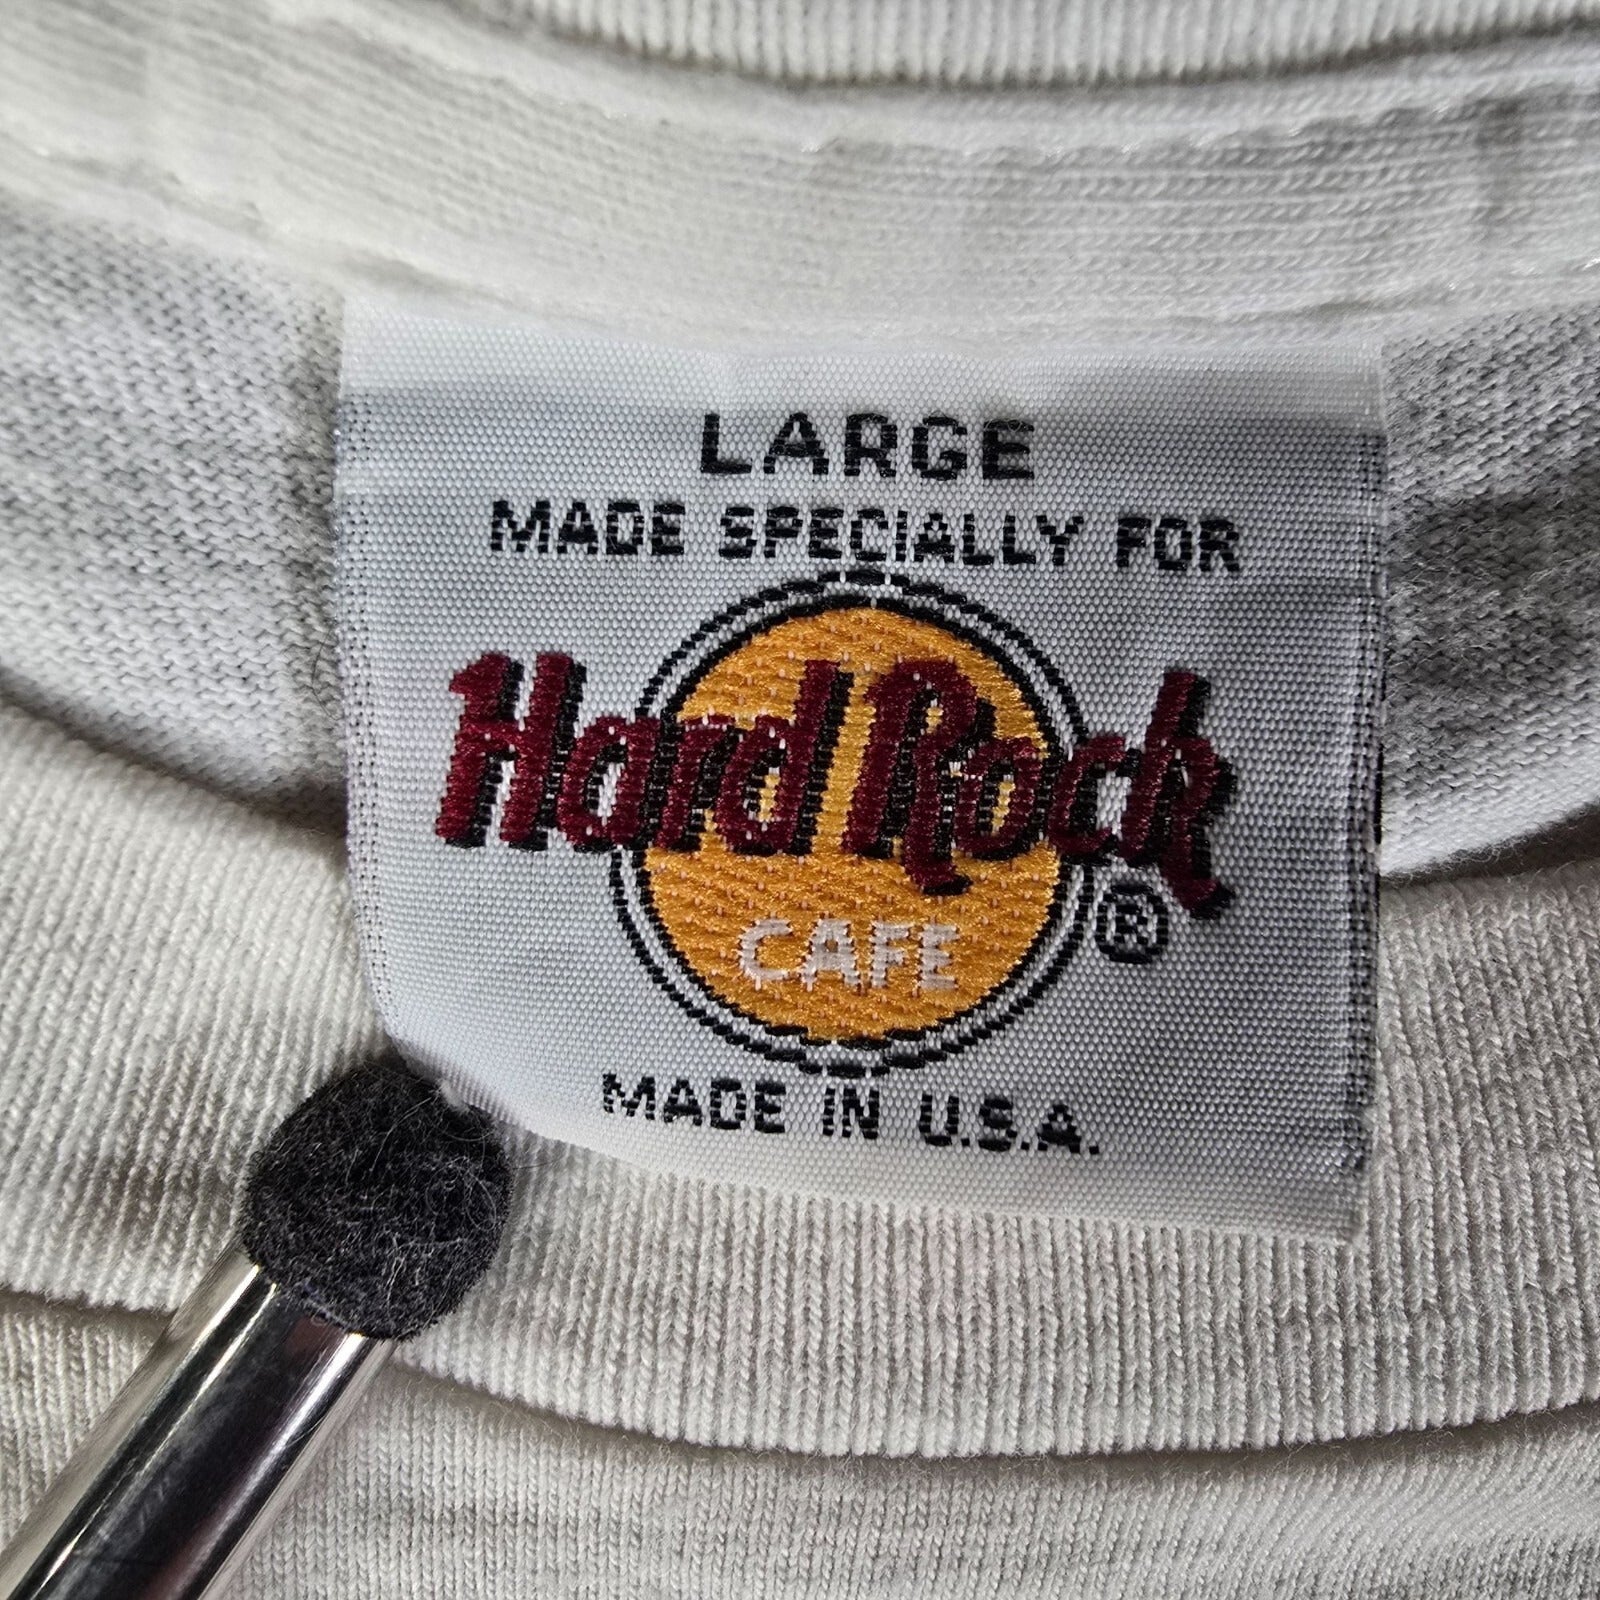 LARGE
MADE SPECIALLY FOR
Hard Rock
CAFE ®
MADE IN U.S.A.